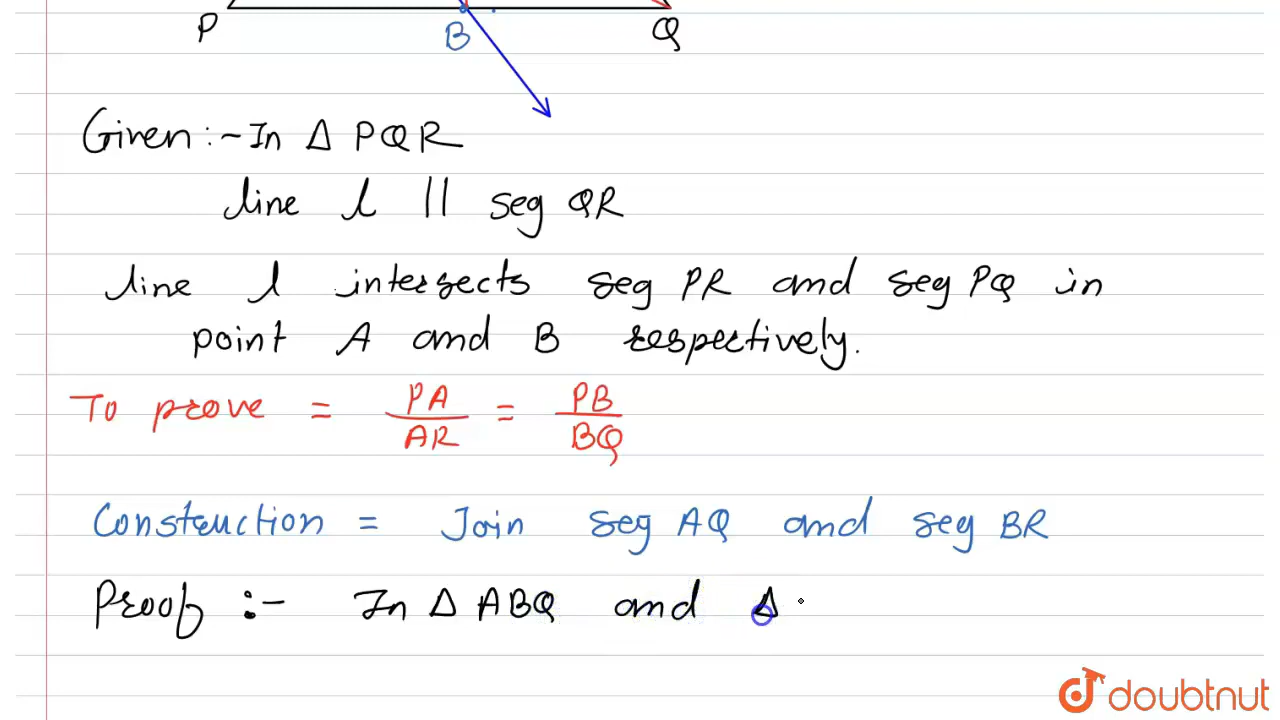 P B Q
Given :- In Δ PQR
line l || seg QR
line l intersects seg PR and seg PQ in
point A and B respectively.
To prove = PA/AR = PB/BQ
Construction = Join seg AQ and seg BR
Proof :- In Δ ABQ and Δ
doubtnut